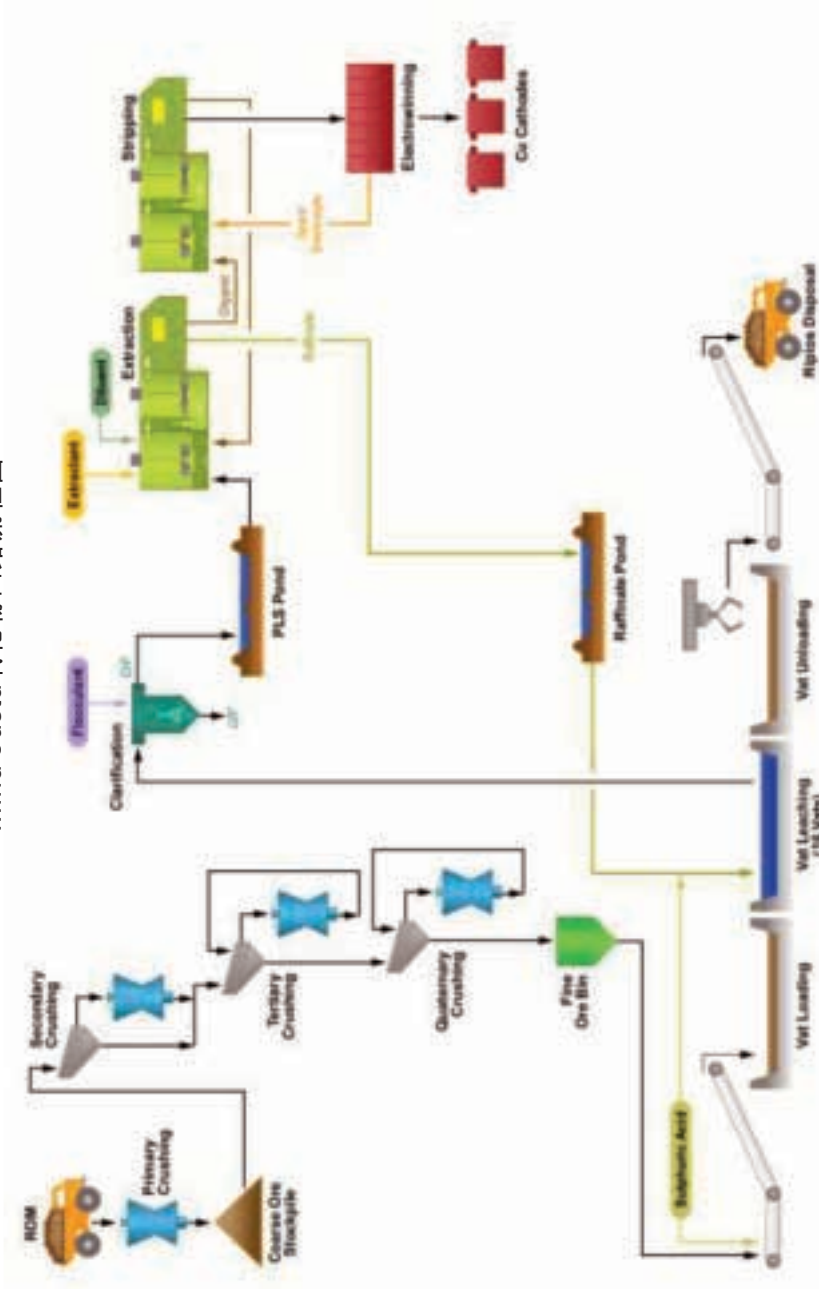 ROM
Primary
Crushing
Coarse Ore
Stockpile
Secondary
Crushing
Tertiary
Crushing
Quaternary
Crushing
Fine
Ore Bin
Sulphuric Acid
Vat Loading
Vat Leaching
Vat Unloading
Ripios Disposal
Clarification
Flocculant
O/F
U/F
PLS Pond
Raffinate Pond
Extractant
Diluent
Extraction
Organic
Raffinate
Stripping
Electrowinning
Cu Cathodes